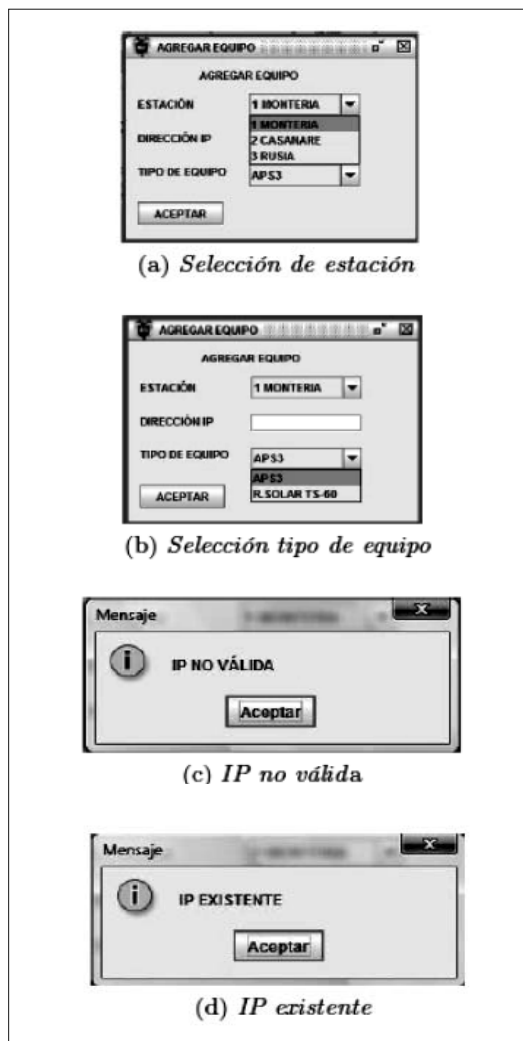 AGREGAR EQUIPO
AGREGAR EQUIPO
ESTACIÓN 1 MONTERIA
1 MONTERIA
DIRECCIÓN IP 2 CASANARE
3 RUSIA
TIPO DE EQUIPO APS3
ACEPTAR
(a) Selección de estación
AGREGAR EQUIPO
AGREGAR EQUIPO
ESTACIÓN 1 MONTERIA
DIRECCIÓN IP
TIPO DE EQUIPO APS3
APS3
ACEPTAR R.SOLAR TS-60
(b) Selección tipo de equipo
Mensaje
IP NO VÁLIDA
Aceptar
(c) IP no válida
Mensaje
IP EXISTENTE
Aceptar
(d) IP existente